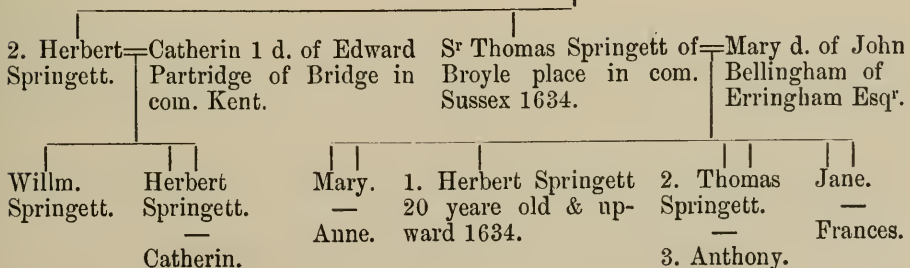 2. Herbert Springett.
Catherin 1 d. of Edward Partridge of Bridge in com. Kent.
Sr Thomas Springett of Broyle place in com. Sussex 1634.
Mary d. of John Bellingham of Erringham Esqr.
Willm. Springett.
Herbert Springett.
—
Catherin.
Mary.
—
Anne.
1. Herbert Springett 20 yeare old & up-ward 1634.
2. Thomas Springett.
—
3. Anthony.
Jane.
—
Frances.